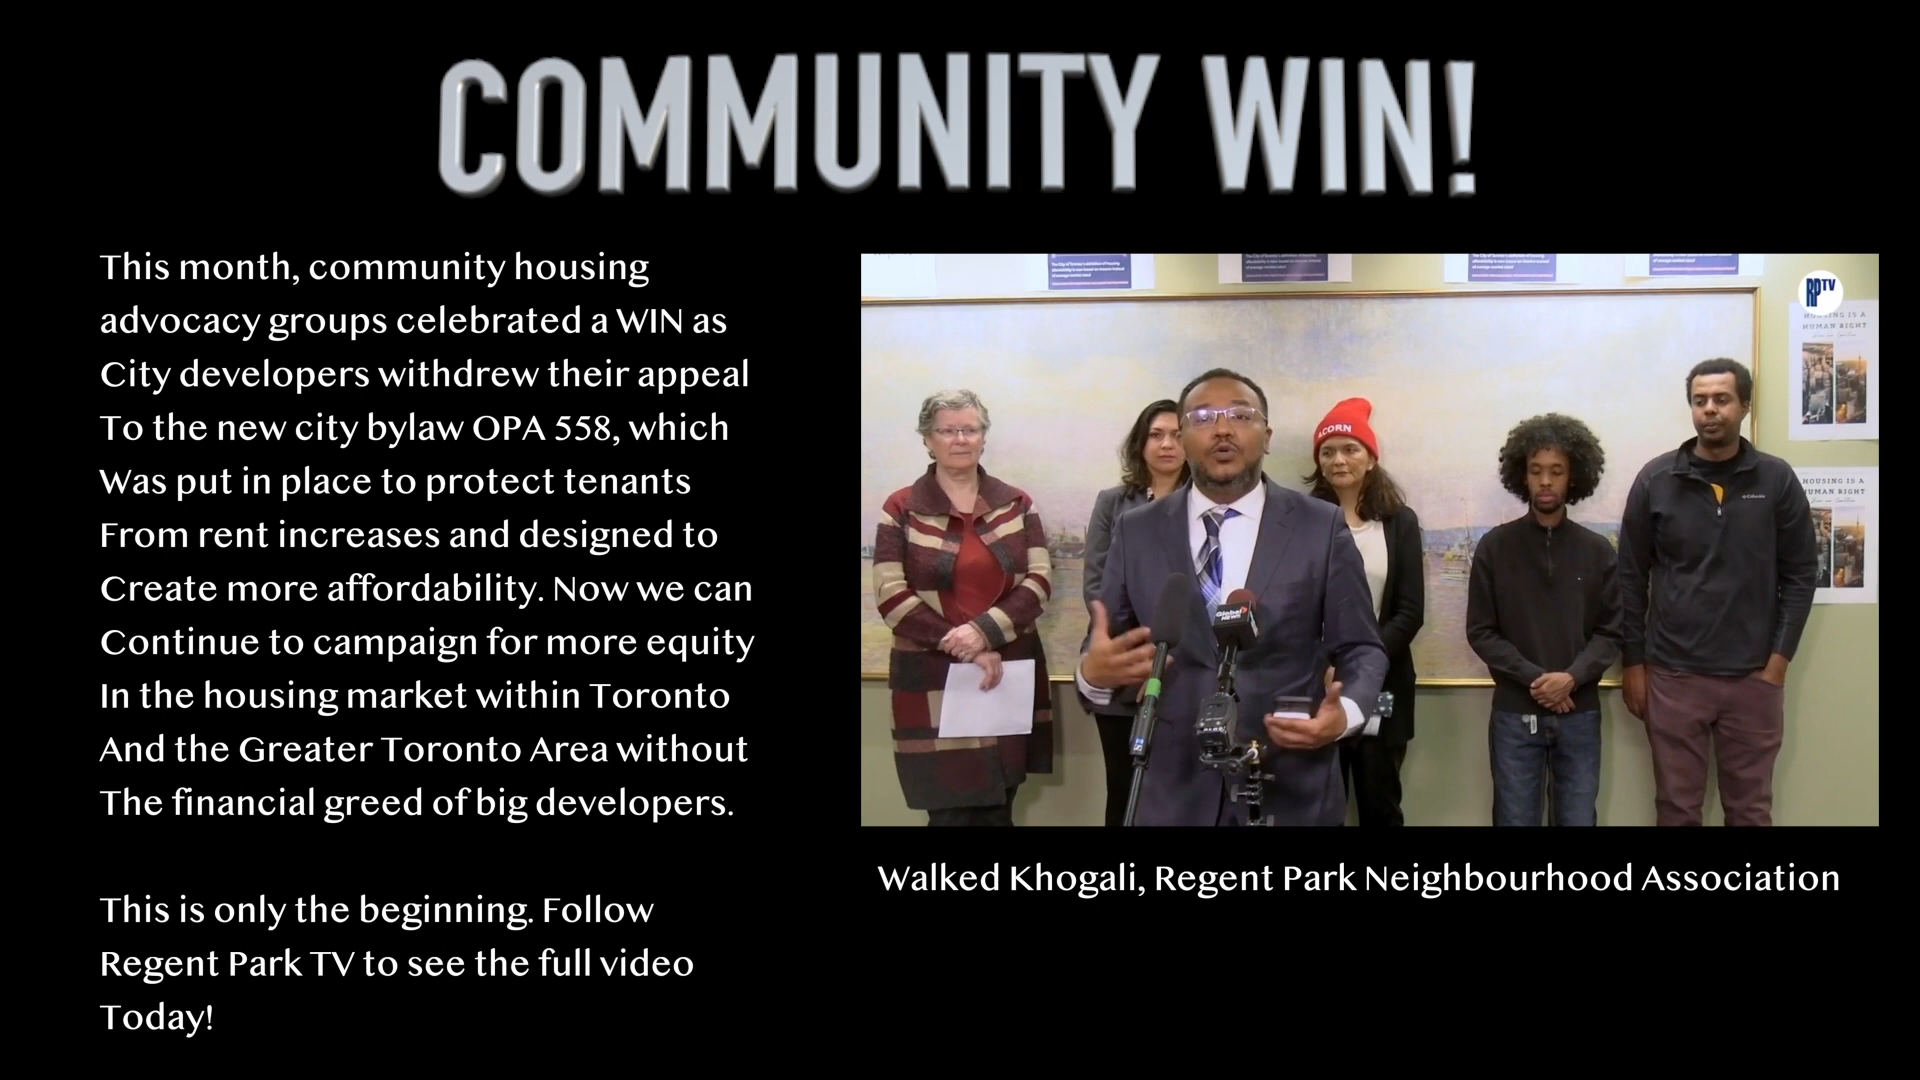 COMMUNITY WIN!
This month, community housing
advocacy groups celebrated a WIN as
City developers withdrew their appeal
To the new city bylaw OPA 558, which
Was put in place to protect tenants
From rent increases and designed to
Create more affordability. Now we can
Continue to campaign for more equity
In the housing market within Toronto
And the Greater Toronto Area without
The financial greed of big developers.
This is only the beginning. Follow
Regent Park TV to see the full video
Today!
RPTV
HOUSING IS A
HUMAN RIGHT
ACORN
Columbia
HOUSING IS A
HUMAN RIGHT
Global
NEWS
Walked Khogali, Regent Park Neighbourhood Association